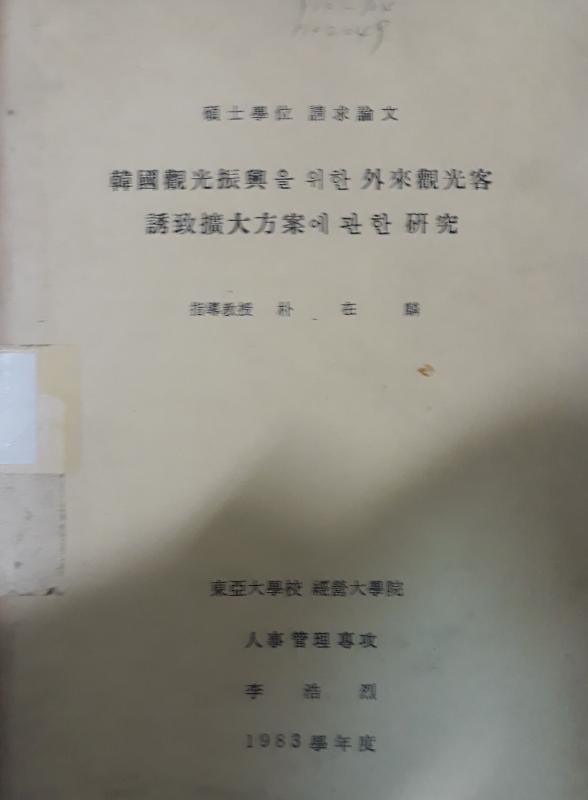 碩士學位 請求論文
韓國觀光振興을 위한 外來觀光客
誘致擴大方案에 관한 硏究
指導教授 朴 在 麟
東亞大學校 經營大學院
人事管理專攻
李 浩 烈
1983學年度